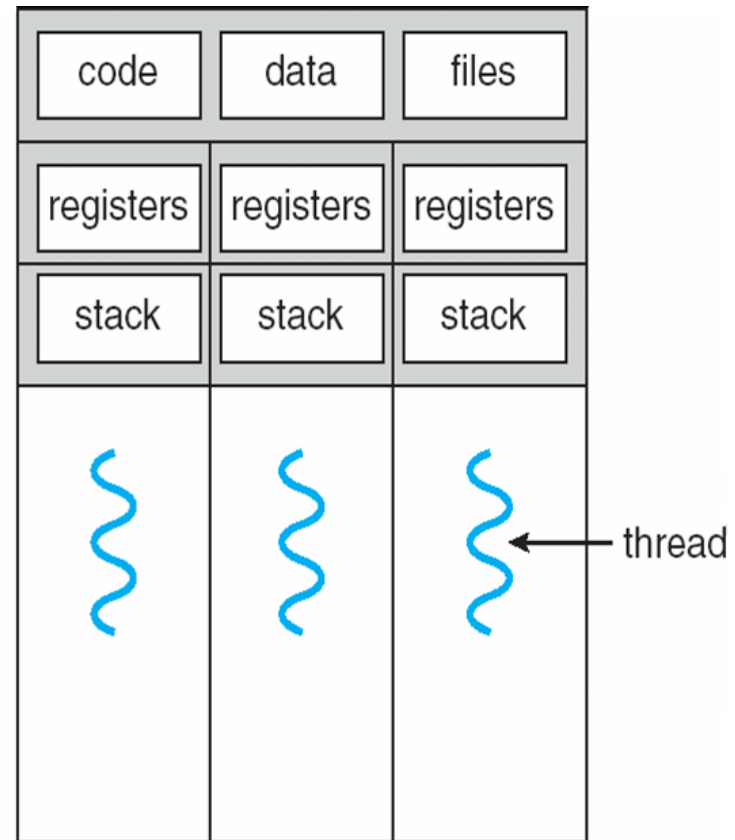 code data files
registers registers registers
stack stack stack
thread